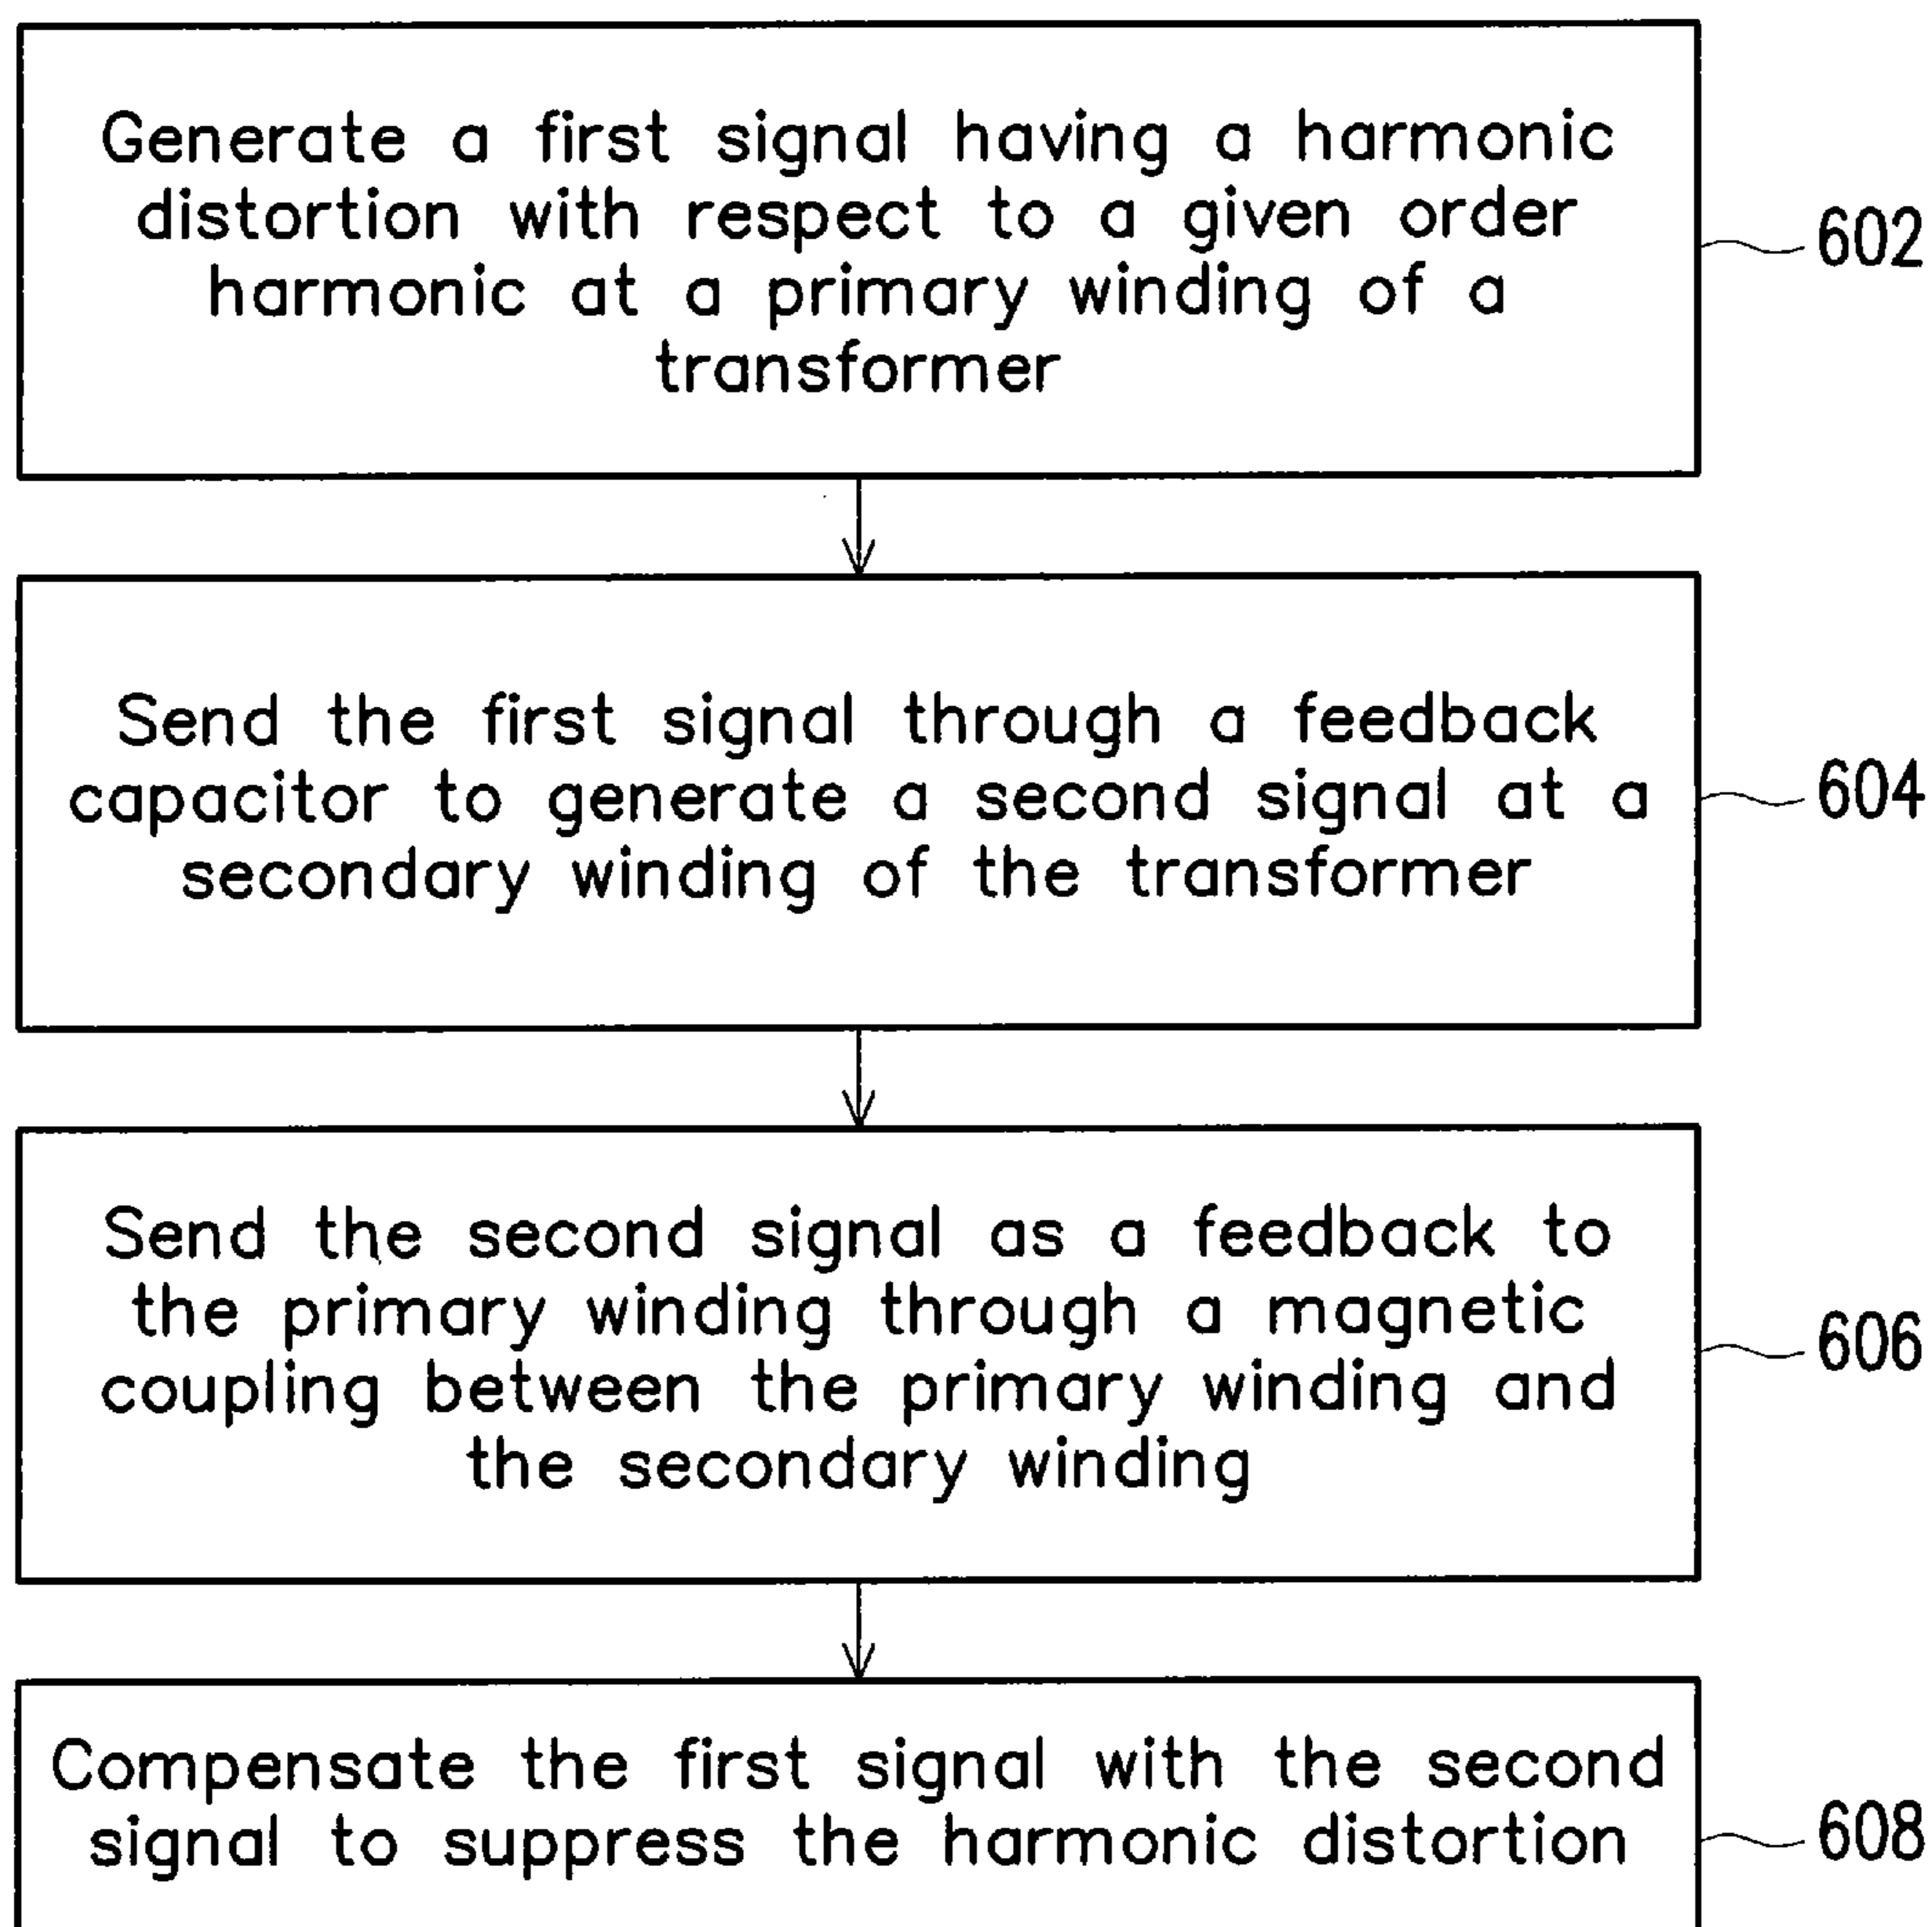 Generate a first signal having a harmonic
distortion with respect to a given order
harmonic at a primary winding of a
transformer
602
Send the first signal through a feedback
capacitor to generate a second signal at a
secondary winding of the transformer
604
Send the second signal as a feedback to
the primary winding through a magnetic
coupling between the primary winding and
the secondary winding
606
Compensate the first signal with the second
signal to suppress the harmonic distortion
608